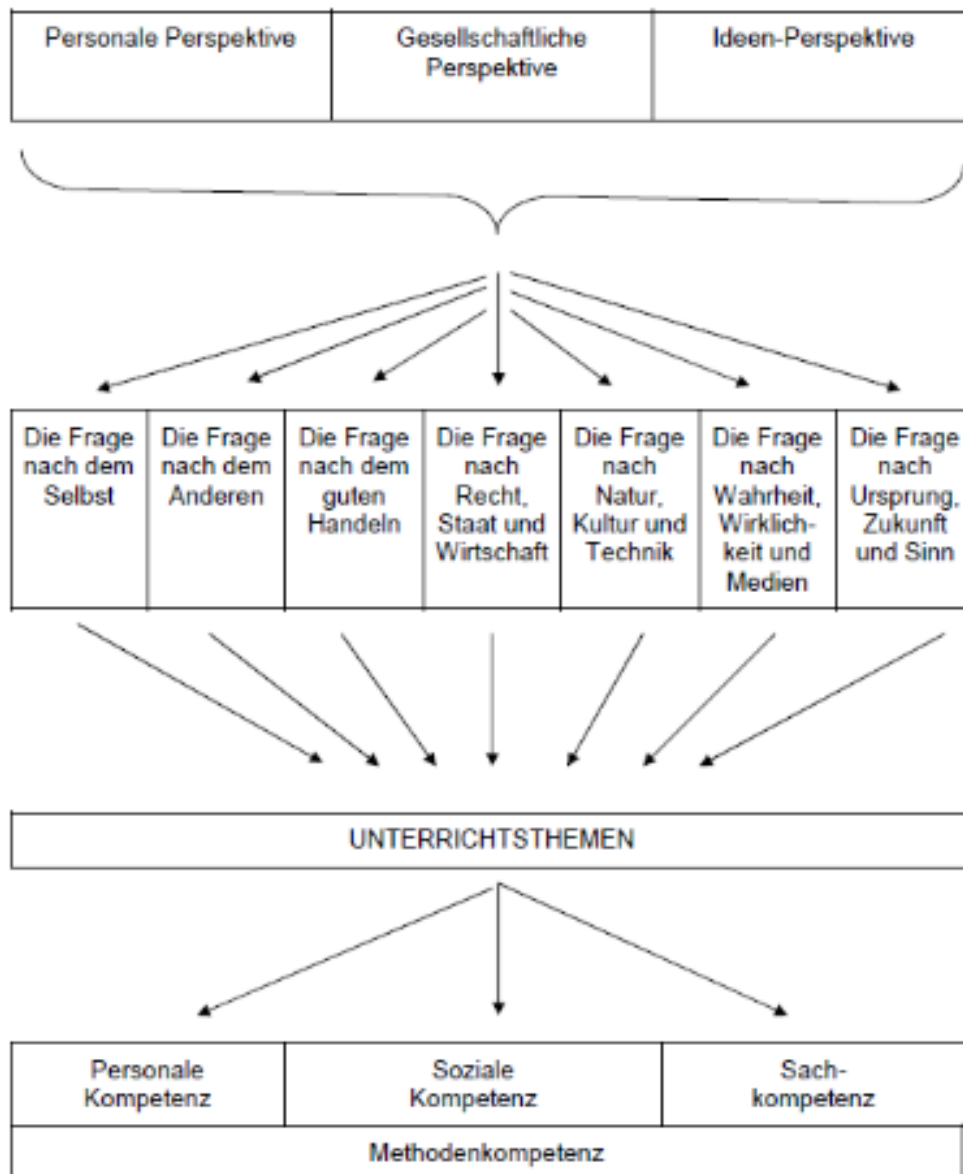 Personale Perspektive
Gesellschaftliche
Perspektive
Ideen-Perspektive
Die Frage
nach dem
Selbst
Die Frage
nach dem
Anderen
Die Frage
nach dem
guten
Handeln
Die Frage
nach
Recht,
Staat und
Wirtschaft
Die Frage
nach
Natur,
Kultur und
Technik
Die Frage
nach
Wahrheit,
Wirklich-
keit und
Medien
Die Frage
nach
Ursprung,
Zukunft
und Sinn
UNTERRICHTSTHEMEN
Personale
Kompetenz
Soziale
Kompetenz
Sach-
kompetenz
Methodenkompetenz